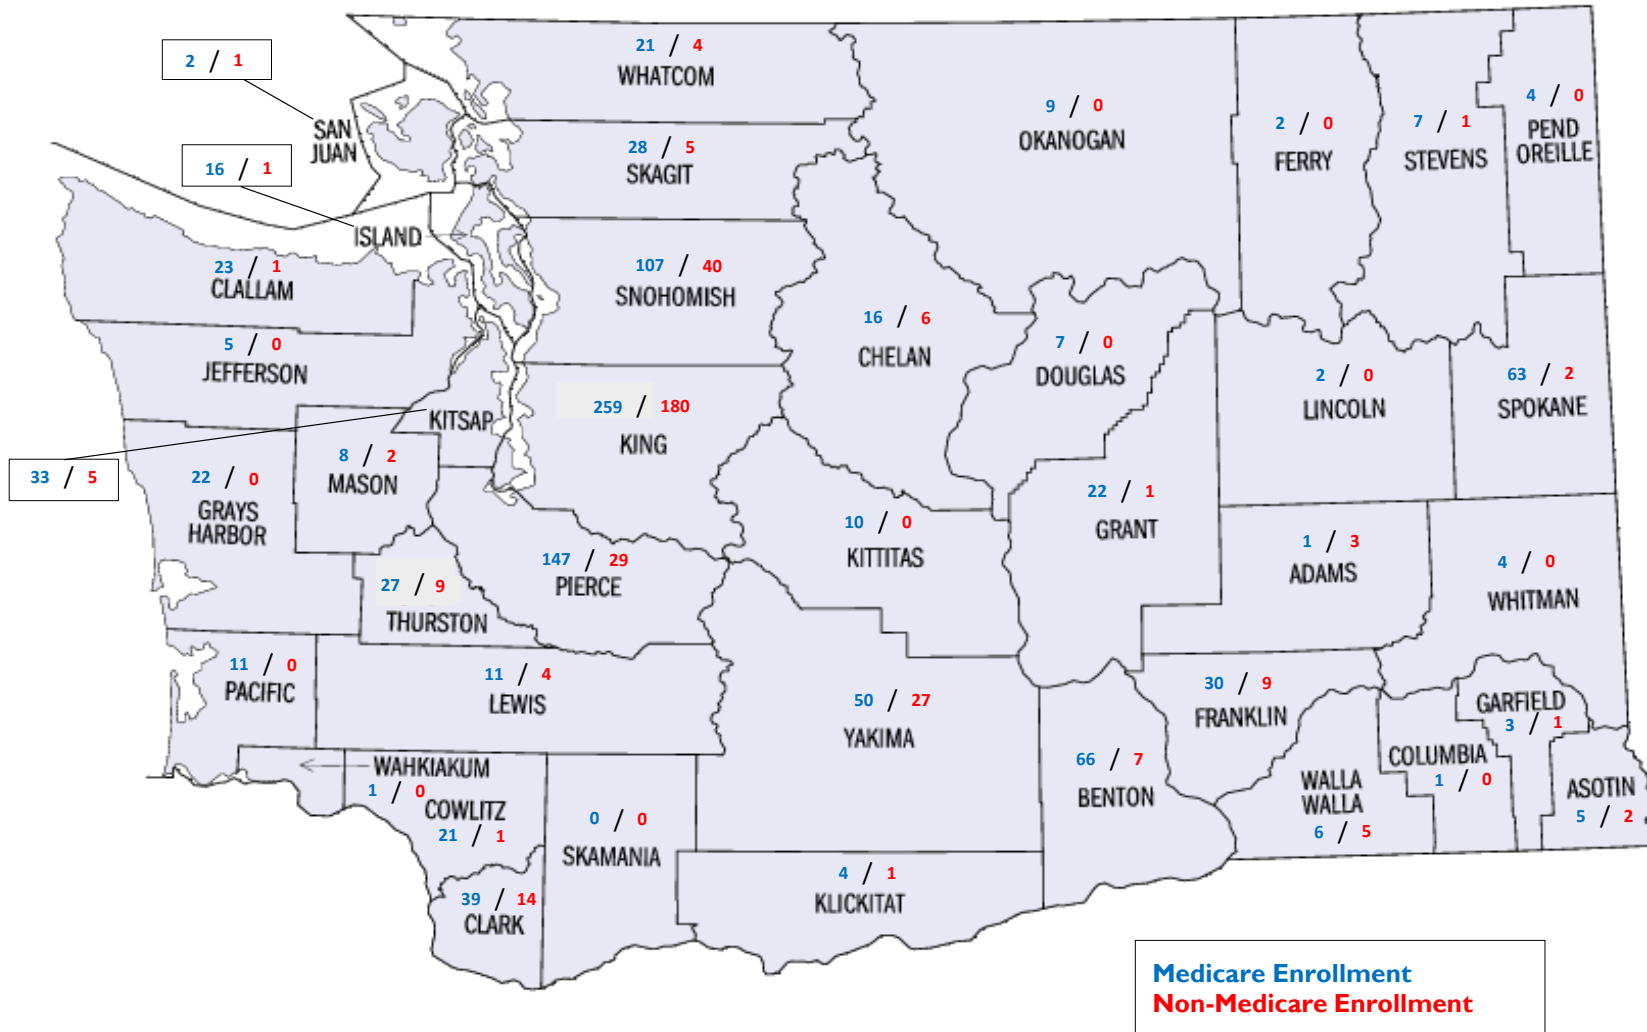 21 / 4
WHATCOM
2 / 1
SAN
JUAN
9 / 0
OKANOGAN
2 / 0
FERRY
7 / 1
STEVENS
4 / 0
PEND
OREILLE
28 / 5
SKAGIT
16 / 1
ISLAND
23 / 1
CLALLAM
107 / 40
SNOHOMISH
16 / 6
CHELAN
7 / 0
DOUGLAS
5 / 0
JEFFERSON
2 / 0
LINCOLN
63 / 2
SPOKANE
259 / 180
KING
KITSAP
33 / 5
8 / 2
MASON
22 / 0
GRAYS
HARBOR
10 / 0
KITTITAS
22 / 1
GRANT
1 / 3
ADAMS
4 / 0
WHITMAN
147 / 29
PIERCE
27 / 9
THURSTON
11 / 0
PACIFIC
11 / 4
LEWIS
50 / 27
YAKIMA
30 / 9
FRANKLIN
GARFIELD
3 / 1
COLUMBIA
1 / 0
66 / 7
BENTON
WALLA
WALLA
6 / 5
ASOTIN
5 / 2
WAHKIAKUM
1 / 0
COWLITZ
21 / 1
0 / 0
SKAMANIA
4 / 1
KLICKITAT
39 / 14
CLARK
Medicare Enrollment
Non-Medicare Enrollment